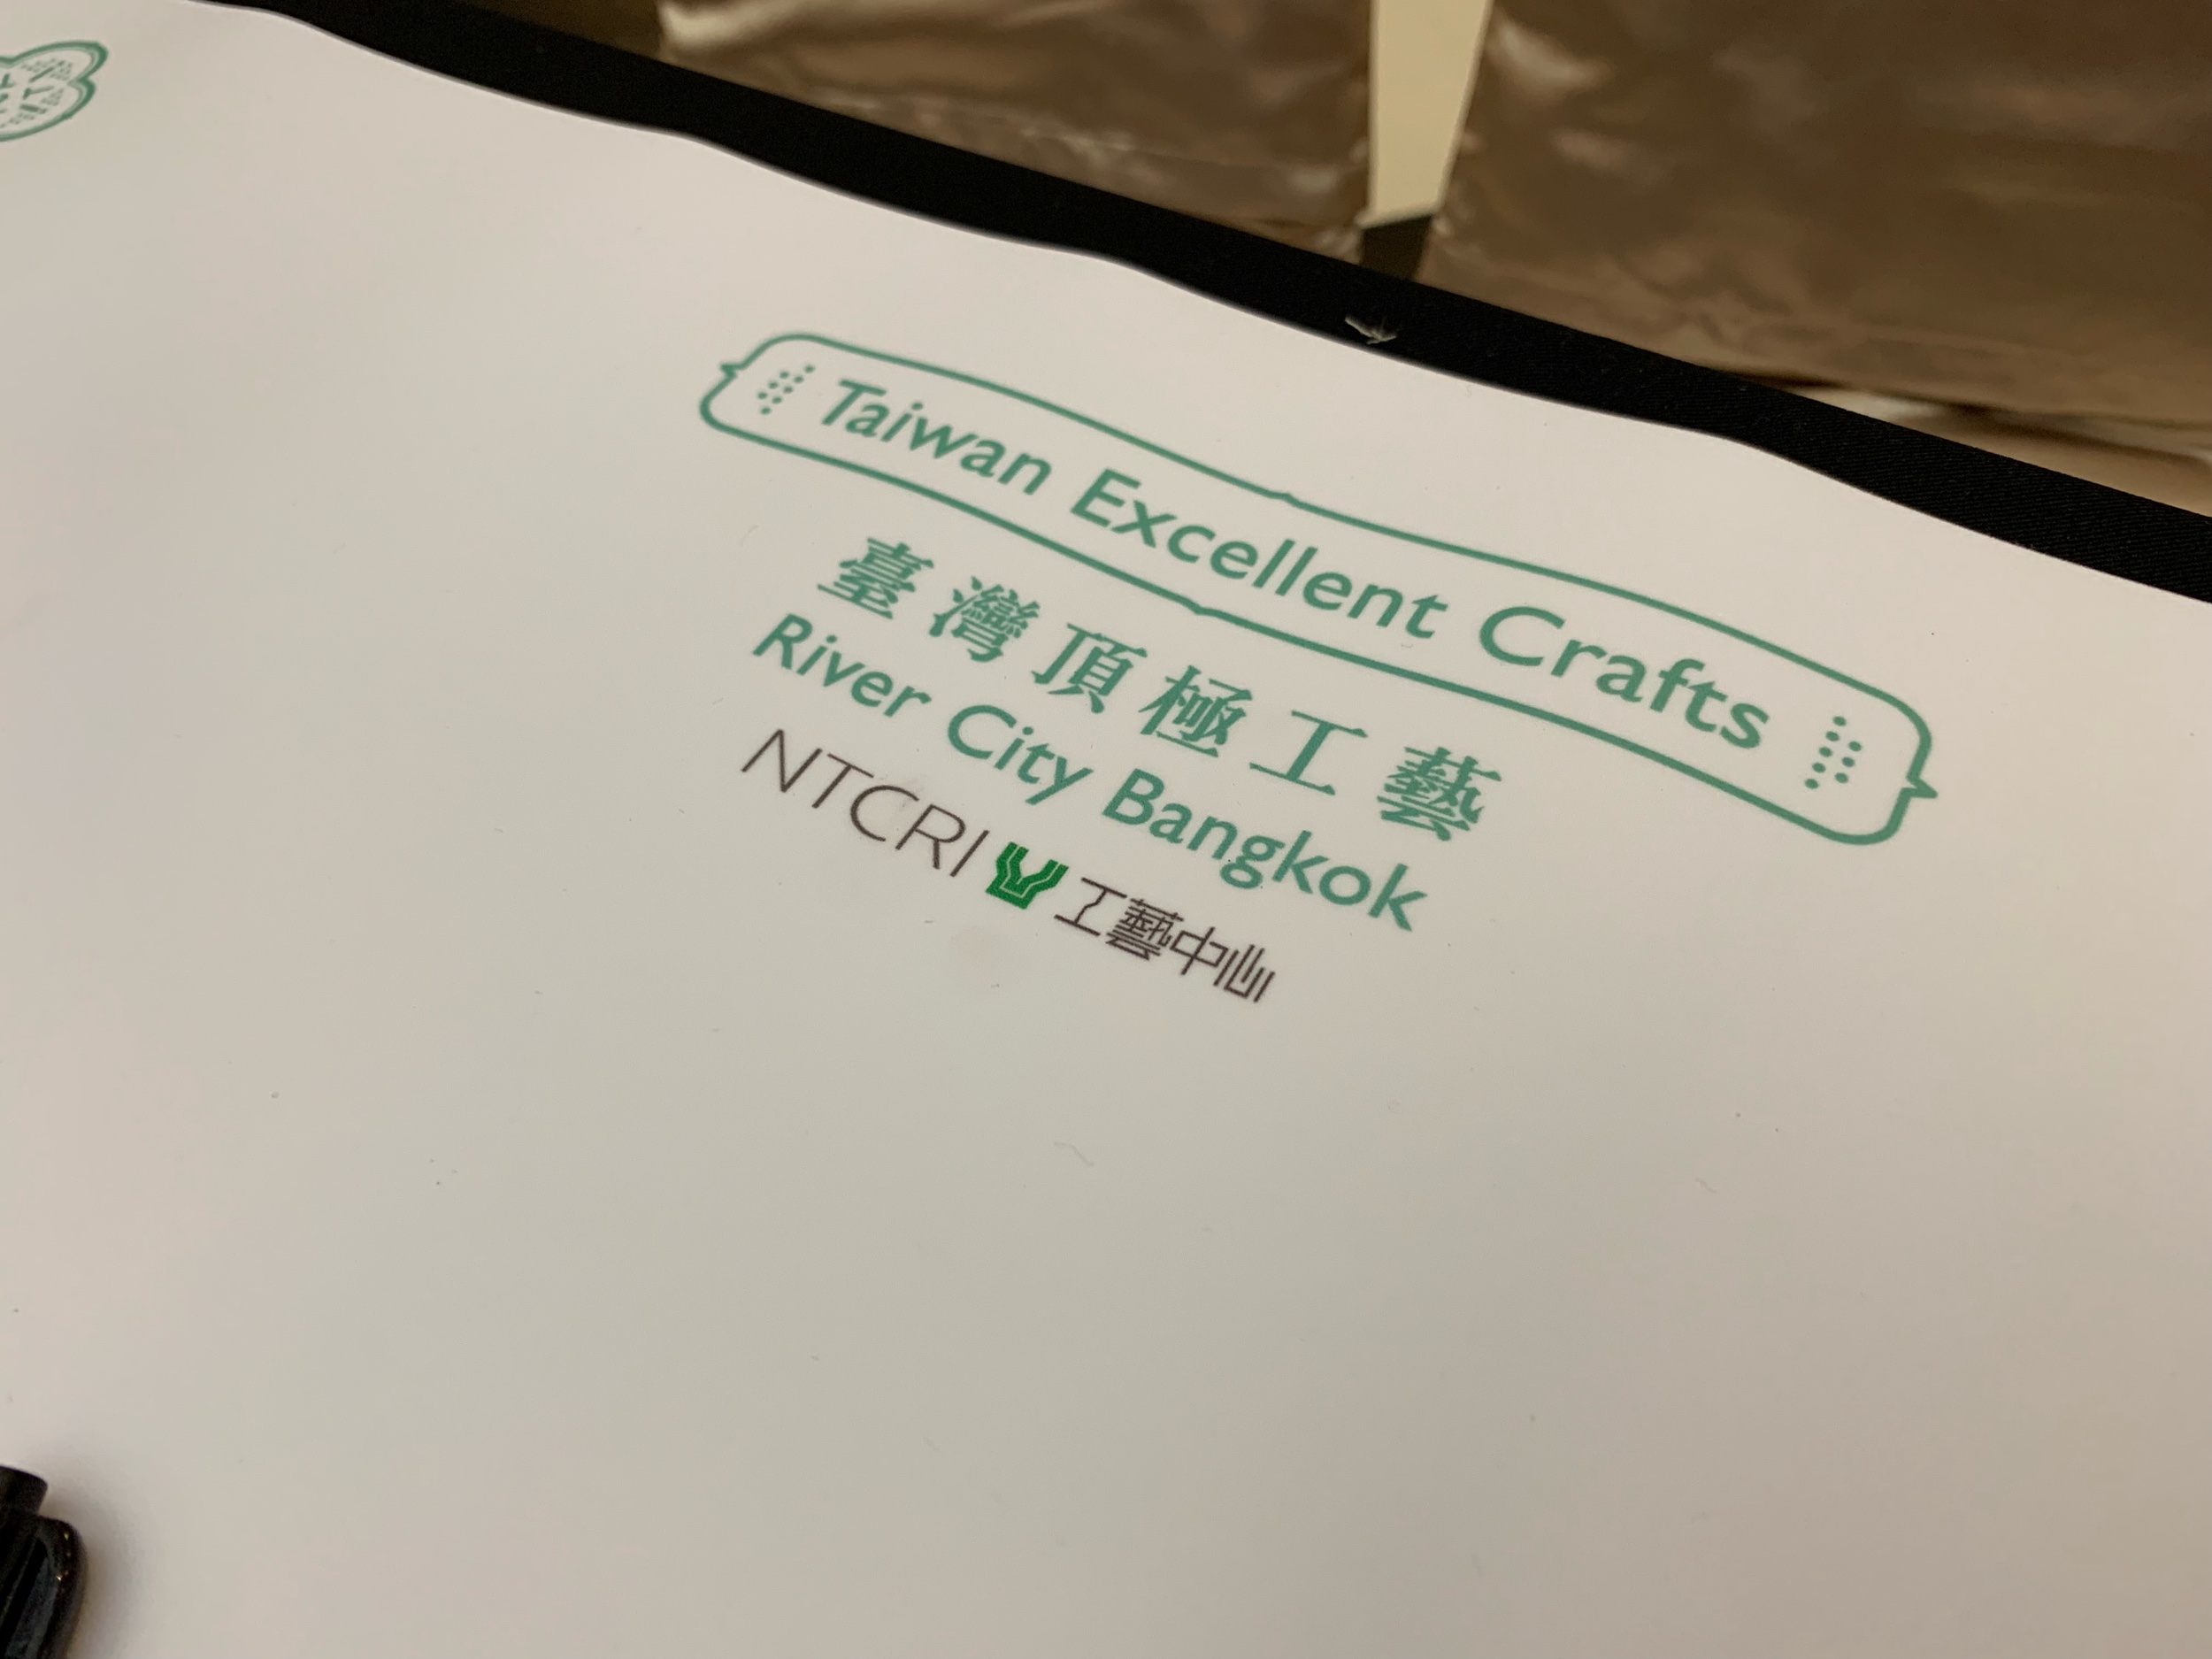 Taiwan Excellent Crafts
臺灣頂極工藝
River City Bangkok
NTCRI 工藝中心